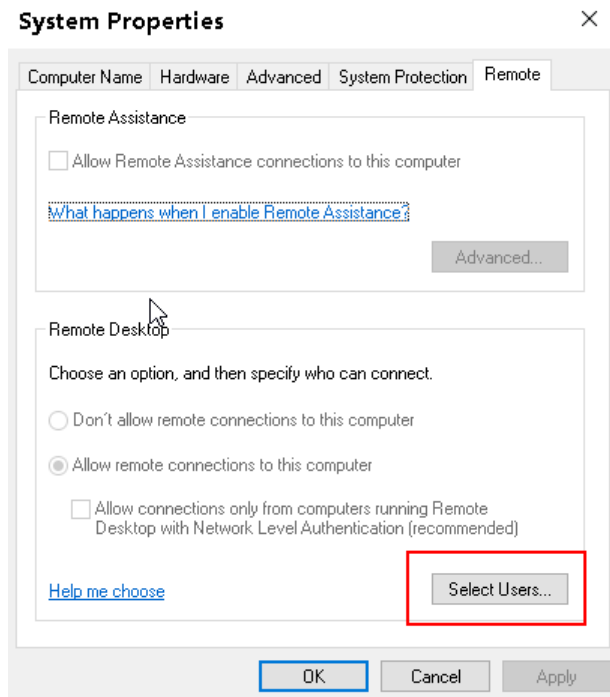 System Properties
Computer Name Hardware Advanced System Protection Remote
Remote Assistance
Allow Remote Assistance connections to this computer
What happens when I enable Remote Assistance?
Advanced...
Remote Desktop
Choose an option, and then specify who can connect.
Don´t allow remote connections to this computer
Allow remote connections to this computer
Allow connections only from computers running Remote
Desktop with Network Level Authentication (recommended)
Help me choose
Select Users...
OK Cancel Apply